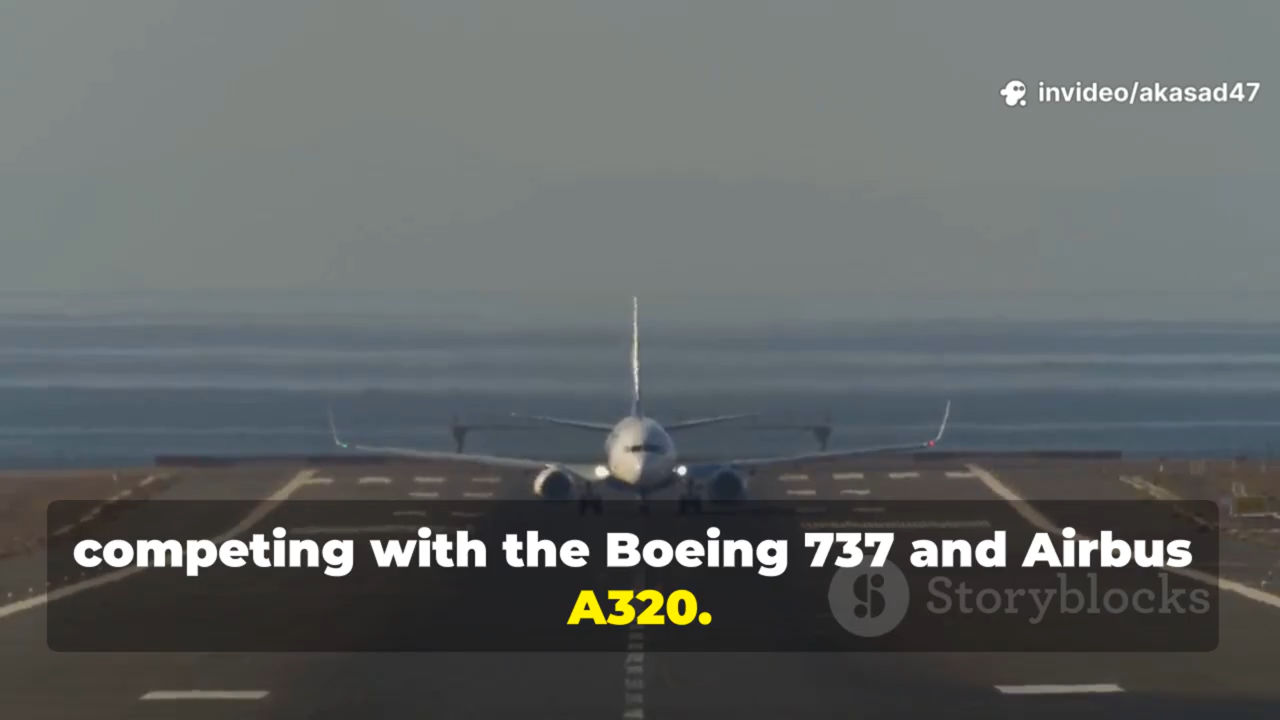 invideo/akasad47
competing with the Boeing 737 and Airbus
A320.
Storyblocks